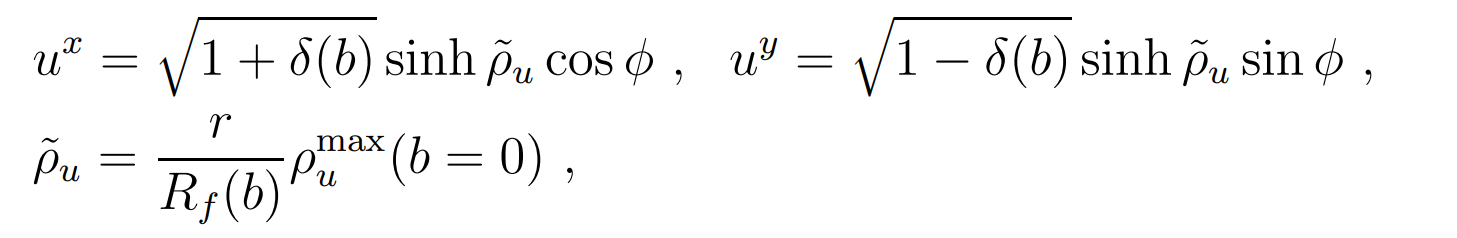 $u^x = \sqrt{1 + \delta(b)} \sinh \tilde{\rho}_u \cos \phi \ , \quad u^y = \sqrt{1 - \delta(b)} \sinh \tilde{\rho}_u \sin \phi \ ,$
$\tilde{\rho}_u = \frac{r}{R_f(b)} \rho_u^{\max}(b = 0) \ ,$